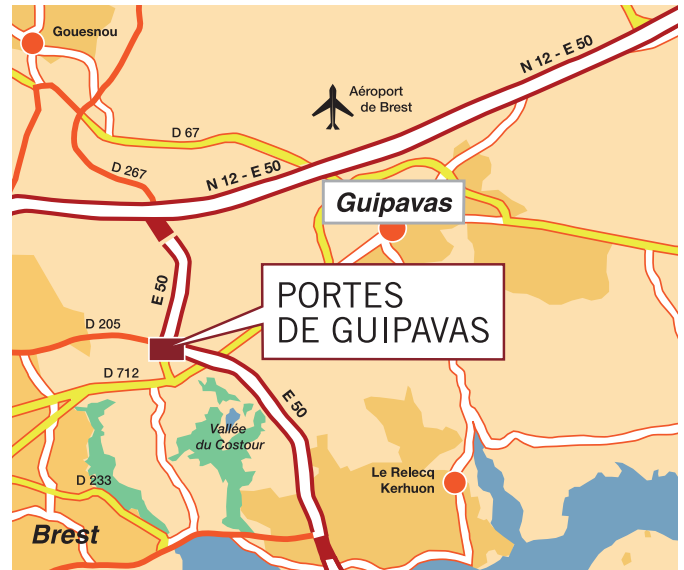 Gouesnou
N 12 - E 50
Aéroport
de Brest
D 67
D 267
N 12 - E 50
Guipavas
E 50
PORTES
DE GUIPAVAS
D 205
D 712
E 50
Vallée
du Costour
Le Relecq
Kerhuon
D 233
Brest